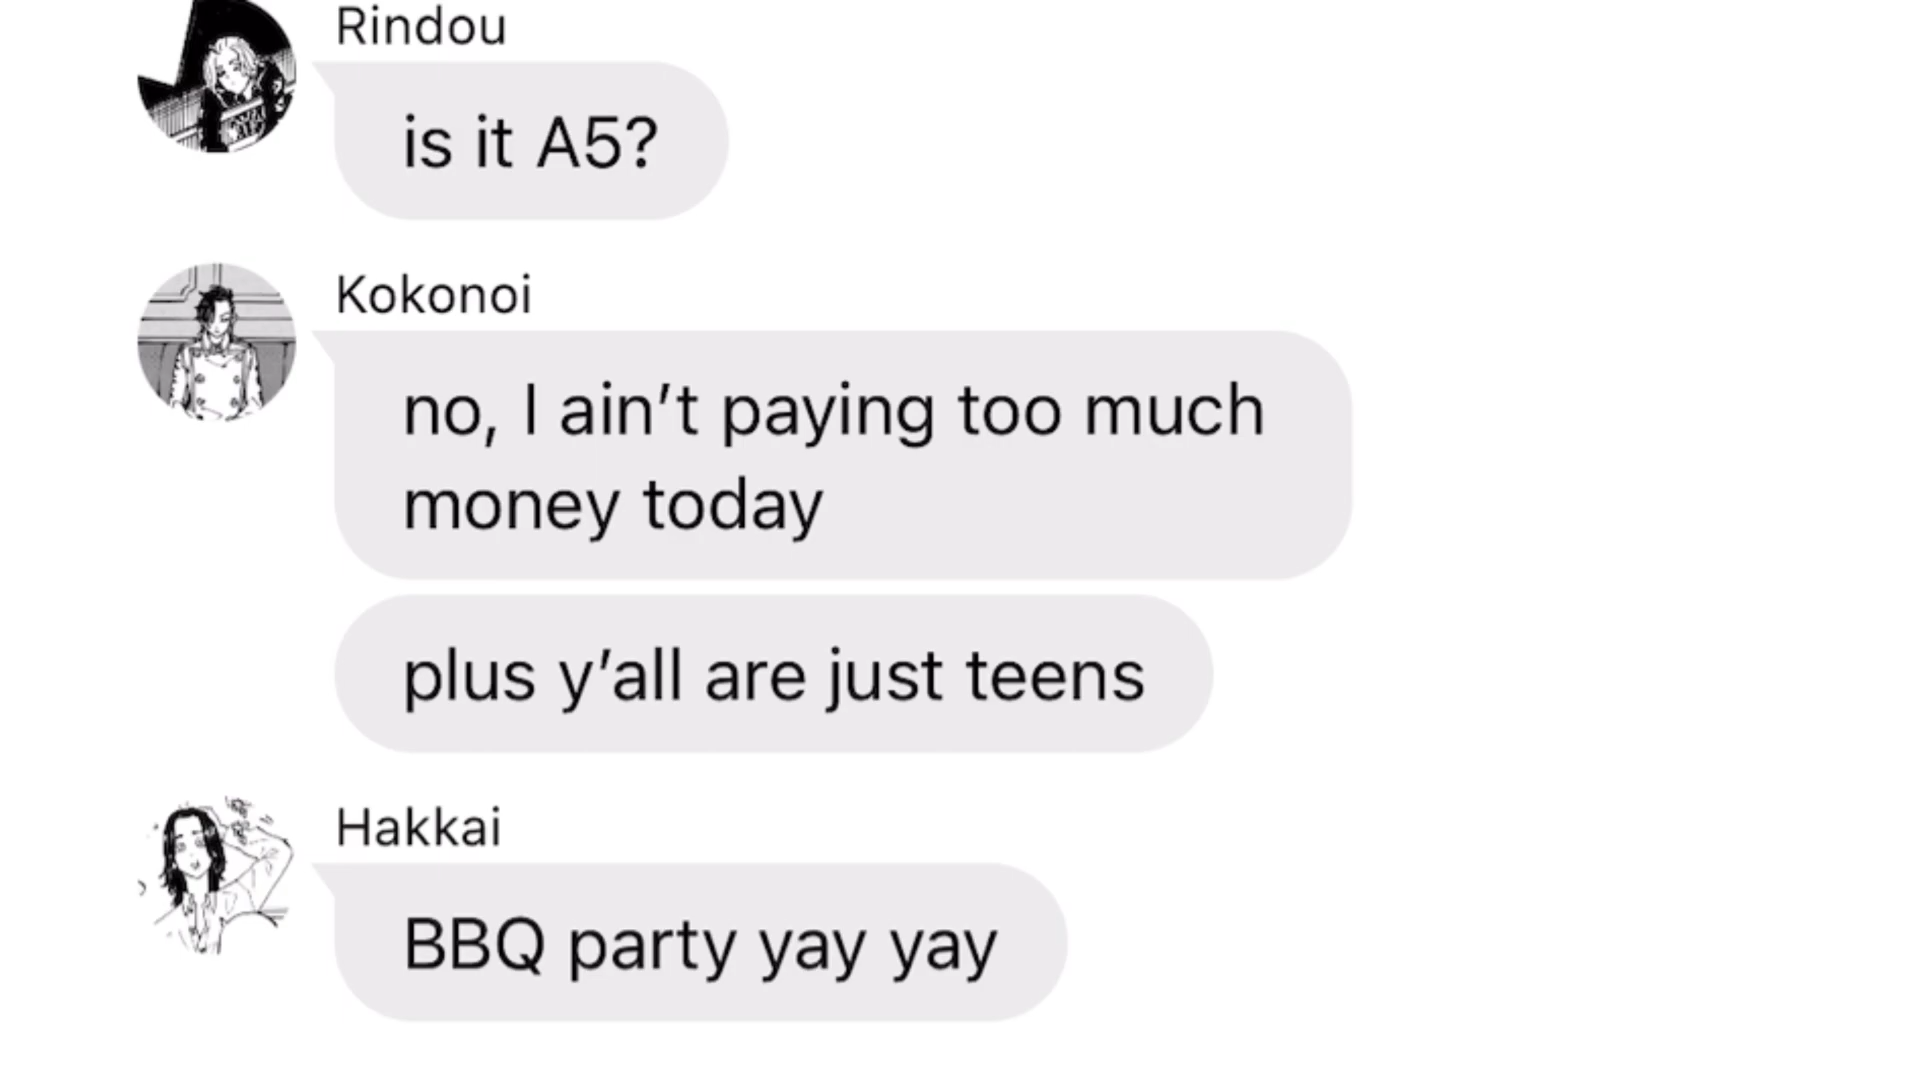 Rindou
is it A5?
Kokonoi
no, I ain’t paying too much
money today
plus y’all are just teens
Hakkai
BBQ party yay yay